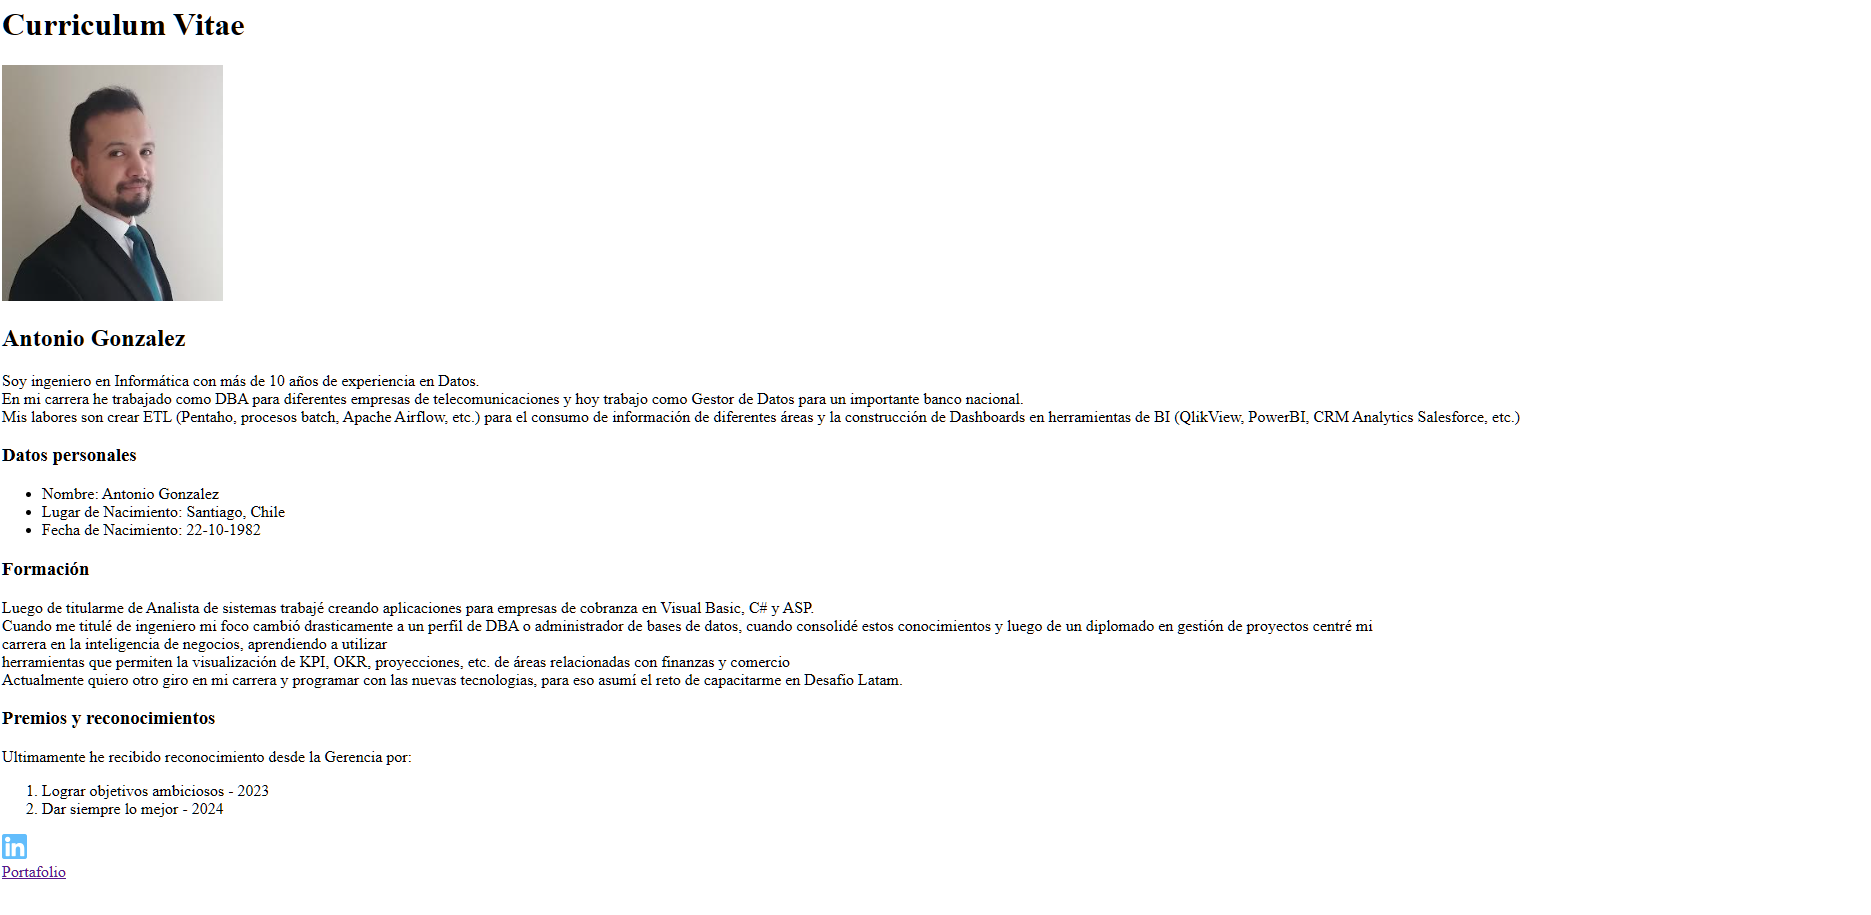 Curriculum Vitae
Antonio Gonzalez
Soy ingeniero en Informática con más de 10 años de experiencia en Datos.
En mi carrera he trabajado como DBA para diferentes empresas de telecomunicaciones y hoy trabajo como Gestor de Datos para un importante banco nacional.
Mis labores son crear ETL (Pentaho, procesos batch, Apache Airflow, etc.) para el consumo de información de diferentes áreas y la construcción de Dashboards en herramientas de BI (QlikView, PowerBI, CRM Analytics Salesforce, etc.)
Datos personales
• Nombre: Antonio Gonzalez
• Lugar de Nacimiento: Santiago, Chile
• Fecha de Nacimiento: 22-10-1982
Formación
Luego de titularme de Analista de sistemas trabajé creando aplicaciones para empresas de cobranza en Visual Basic, C# y ASP.
Cuando me titulé de ingeniero mi foco cambió drasticamente a un perfil de DBA o administrador de bases de datos, cuando consolidé estos conocimientos y luego de un diplomado en gestión de proyectos centré mi
carrera en la inteligencia de negocios, aprendiendo a utilizar
herramientas que permiten la visualización de KPI, OKR, proyecciones, etc. de áreas relacionadas con finanzas y comercio
Actualmente quiero otro giro en mi carrera y programar con las nuevas tecnologias, para eso asumí el reto de capacitarme en Desafio Latam.
Premios y reconocimientos
Ultimamente he recibido reconocimiento desde la Gerencia por:
1. Lograr objetivos ambiciosos - 2023
2. Dar siempre lo mejor - 2024
in
Portafolio